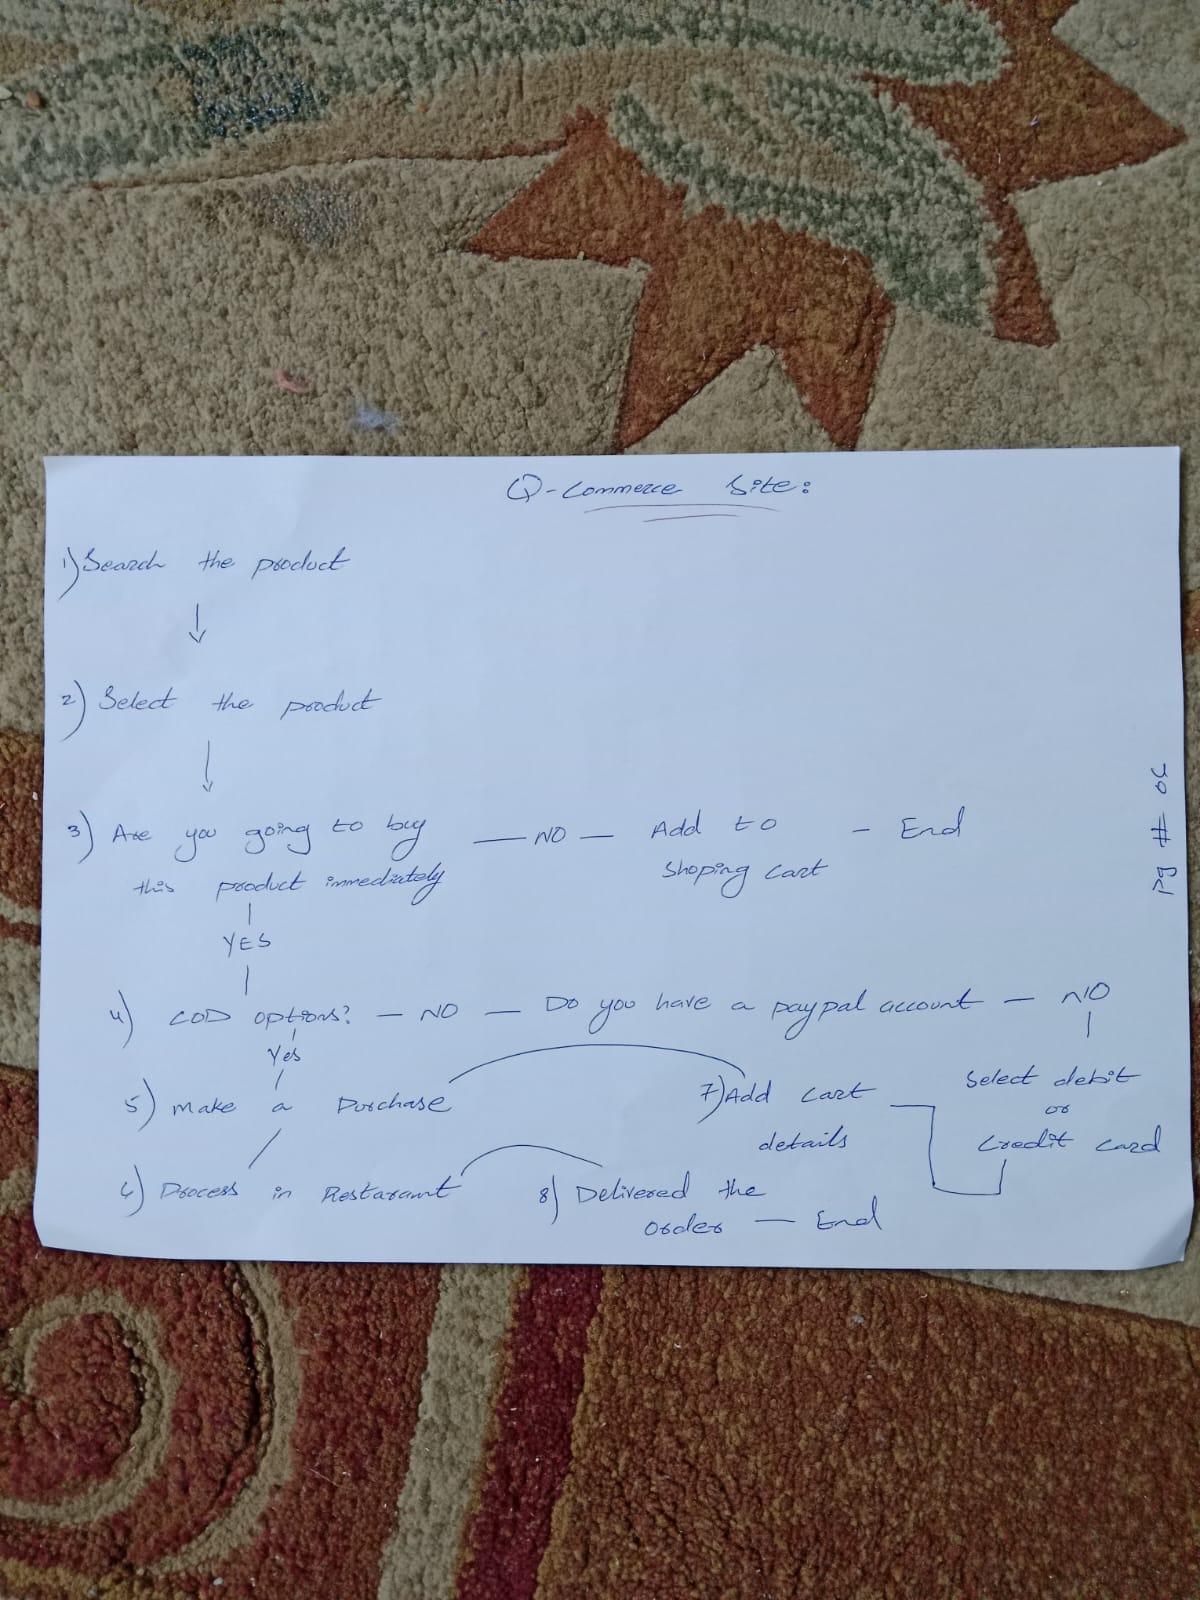 Q-Commerce Site:
1) Search the product
2) Select the product
3) Are you going to buy — NO — Add to - End
this product immediately shoping cart
YES
4) COD options? - NO - Do you have a paypal account - NO
Yes
Select debit
5) Make a Purchase 7) Add cart
or
details Credit card
6) Process in Restarant 8) Delivered the
order - End